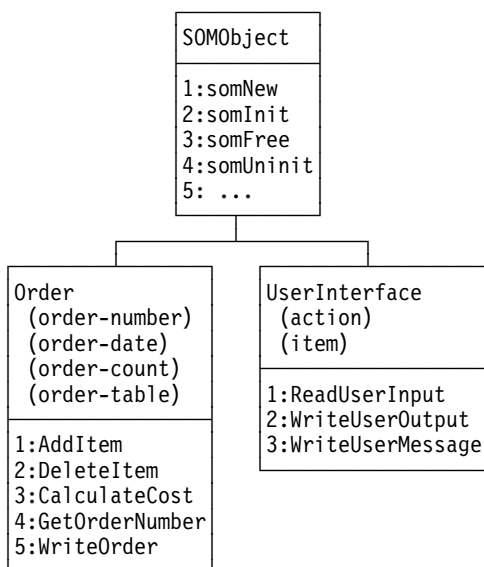 SOMObject
1:somNew
2:somInit
3:somFree
4:somUninit
5: ...
Order
(order-number)
(order-date)
(order-count)
(order-table)
1:AddItem
2:DeleteItem
3:CalculateCost
4:GetOrderNumber
5:WriteOrder
UserInterface
(action)
(item)
1:ReadUserInput
2:WriteUserOutput
3:WriteUserMessage